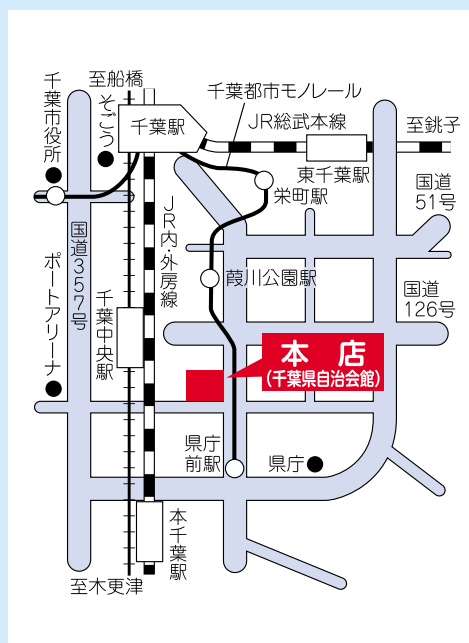 至船橋
千葉市役所
そごう
千葉駅
千葉都市モノレール
JR総武本線
至銚子
東千葉駅
栄町駅
国道
51号
JR内・外房線
国道357号
ポートアリーナ
千葉中央駅
葭川公園駅
国道
126号
本店
(千葉県自治会館)
県庁
前駅
県庁
本千葉駅
至木更津